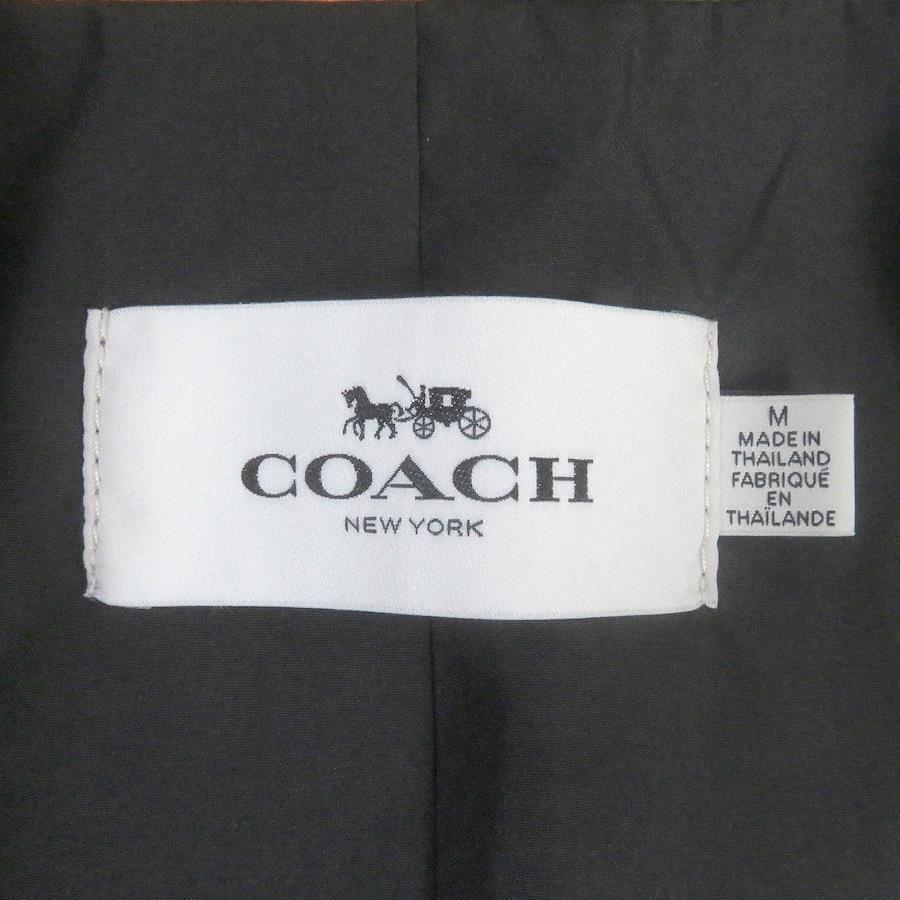 COACH
NEW YORK
M
MADE IN
THAILAND
FABRIQUÉ
EN
THAÏLANDE